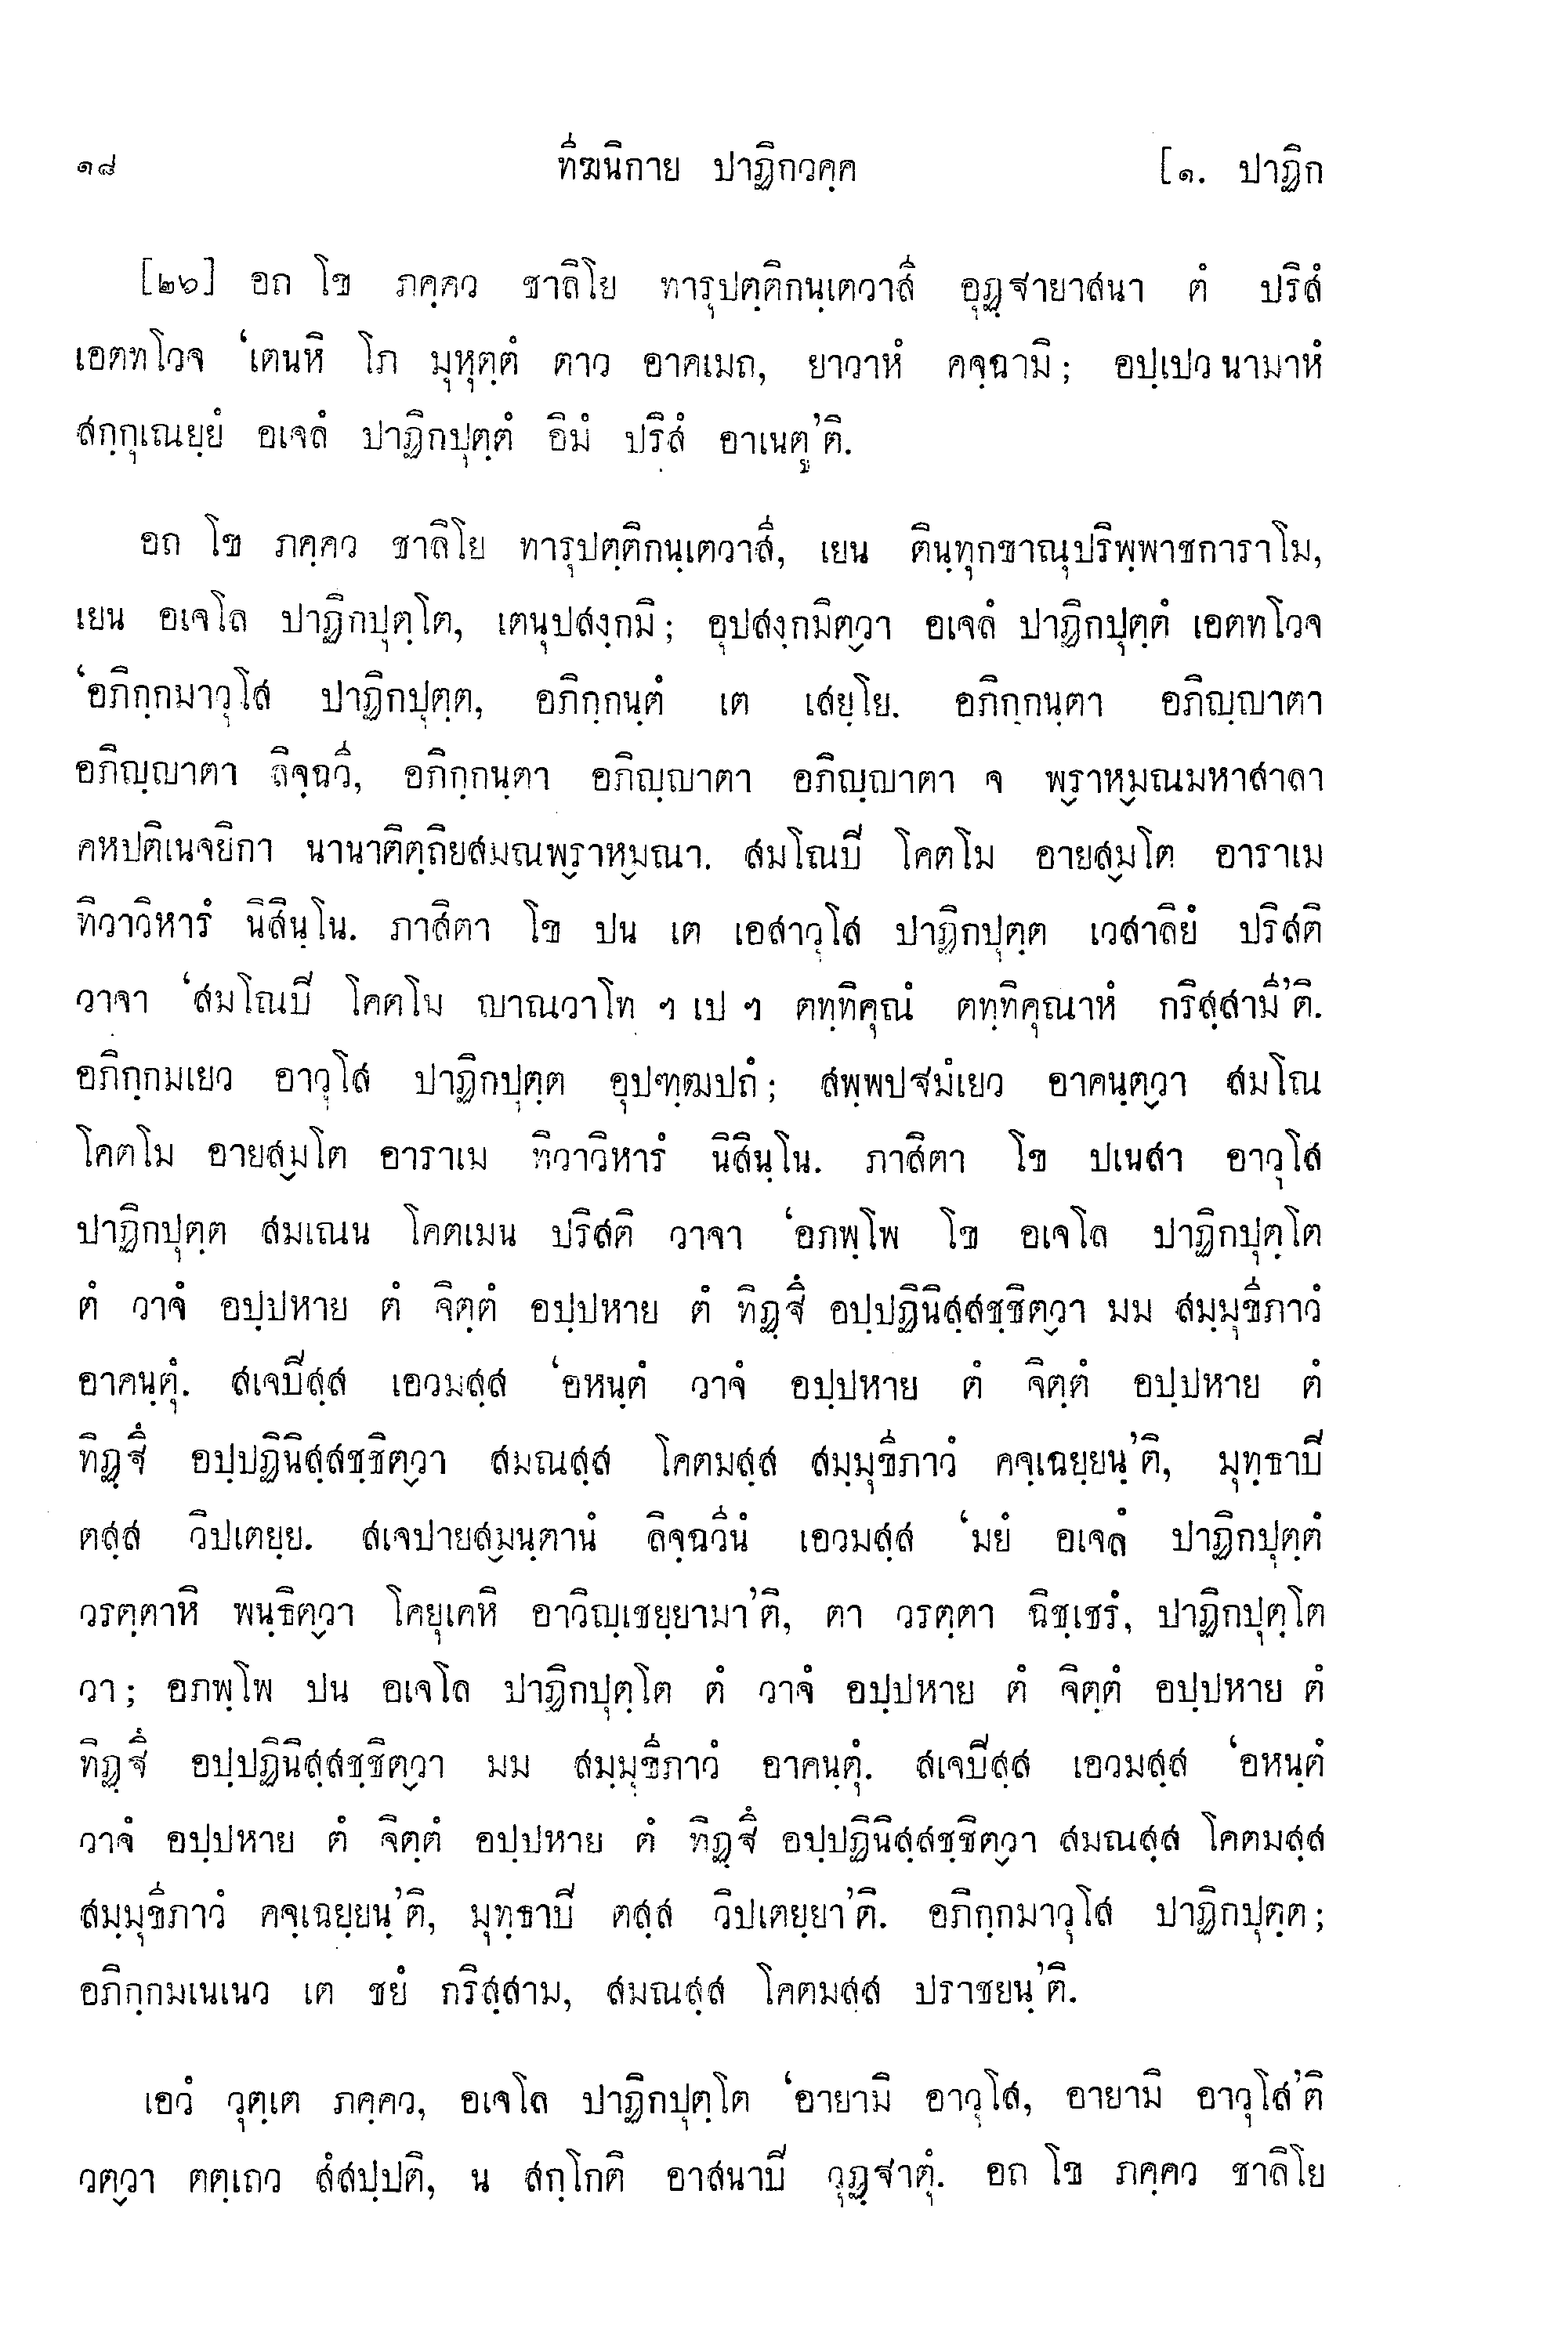 ๑๘ ทีฆนิกาย ปาฏิกวคฺค [๑. ปาฏิก
[๒๖] อถ โข ภคฺคว ชาลิโย ทารุปตฺติกนฺเตวาสี อุฏฺฐายาสนา ตํ ปริสํ
เอตทโวจ ‘เตนหิ โภ มุหุตฺตํ ตาว อาคเมถ, ยาวาหํ คจฺฉามิ; อปฺเปว นามาหํ
สกฺกุเณยฺยํ อเจลํ ปาฏิกปุตฺตํ อิมํ ปริสํ อาเนตู’ติ.
อถ โข ภคฺคว ชาลิโย ทารุปตฺติกนฺเตวาสี, เยน ติณฺทุกขาณุปริพฺพาชการาโม,
เยน อเจโล ปาฏิกปุตฺโต, เตนุปสงฺกมิ; อุปสงฺกมิตฺวา อเจลํ ปาฏิกปุตฺตํ เอตทโวจ
‘อภิกฺกมาวุโส ปาฏิกปุตฺต, อภิกฺกนฺตํ เต เสยฺโย. อภิกฺกนฺตา อภิญฺญาตา
อภิญฺญาตา ลิจฺฉวี, อภิกฺกนฺตา อภิญฺญาตา อภิญฺญาตา จ พฺราหฺมณมหาสาลา
คหปติเนจยิกา นานาติตฺถิยสมณพฺราหฺมณา. สมโณปิ โคตโม อายสฺมโต อาราเม
ทิวาวิหารํ นิสินฺโน. ภาสิตา โข ปน เต เอสาวุโส ปาฏิกปุตฺต เวสาลิยํ ปริสติ
วาจา ‘สมโณปิ โคตโม ญาณวาโท ฯ เป ฯ ตทฺทิคุณํ ตทฺทิคุณาหํ กริสฺสามี’ติ.
อภิกฺกมเยว อาวุโส ปาฏิกปุตฺต อุปฑฺฒปถํ; สพฺพปฐมํเยว อาคนฺตฺวา สมโณ
โคตโม อายสฺมโต อาราเม ทิวาวิหารํ นิสินฺโน. ภาสิตา โข ปเนสา อาวุโส
ปาฏิกปุตฺต สมเณน โคตเมน ปริสติ วาจา ‘อภพฺโพ โข อเจโล ปาฏิกปุตฺโต
ตํ วาจํ อปฺปหาย ตํ จิตฺตํ อปฺปหาย ตํ ทิฏฺฐึ อปฺปฏินิสฺสชฺชิตฺวา มม สมฺมุขีภาวํ
อาคนฺตุํ. สเจปิสฺส เอวมสฺส ‘อหนฺตํ วาจํ อปฺปหาย ตํ จิตฺตํ อปฺปหาย ตํ
ทิฏฺฐึ อปฺปฏินิสฺสชฺชิตฺวา สมณสฺส โคตมสฺส สมฺมุขีภาวํ คจฺเฉยฺยนฺ’ติ, มุทฺธาปิ
ตสฺส วิปเตยฺย. สเจปายสฺมนฺตานํ ลิจฺฉวีนํ เอวมสฺส ‘มยํ อเจลํ ปาฏิกปุตฺตํ
วรตฺตาหิ พนฺธิตฺวา โคยุเคหิ อาวิญฺเชยฺยามา’ติ, ตา วรตฺตา ฉิชฺเชรํ, ปาฏิกปุตฺโต
วา; อภพฺโพ ปน อเจโล ปาฏิกปุตฺโต ตํ วาจํ อปฺปหาย ตํ จิตฺตํ อปฺปหาย ตํ
ทิฏฺฐึ อปฺปฏินิสฺสชฺชิตฺวา มม สมฺมุขีภาวํ อาคนฺตุํ. สเจปิสฺส เอวมสฺส ‘อหนฺตํ
วาจํ อปฺปหาย ตํ จิตฺตํ อปฺปหาย ตํ ทิฏฺฐึ อปฺปฏินิสฺสชฺชิตฺวา สมณสฺส โคตมสฺส
สมฺมุขีภาวํ คจฺเฉยฺยนฺ’ติ, มุทฺธาปิ ตสฺส วิปเตยฺยา’ติ. อภิกฺกมาวุโส ปาฏิกปุตฺต;
อภิกฺกมเนเนว เต ชยํ กริสฺสาม, สมณสฺส โคตมสฺส ปราชยนฺ’ติ.
เอวํ วุตฺเต ภคฺคว, อเจโล ปาฏิกปุตฺโต ‘อายามิ อาวุโส, อายามิ อาวุโส’ติ
วตฺวา ตตฺเถว สํสปฺปติ, น สกฺโกติ อาสนาปิ วุฏฺฐาตุํ. อถ โข ภคฺคว ชาลิโย